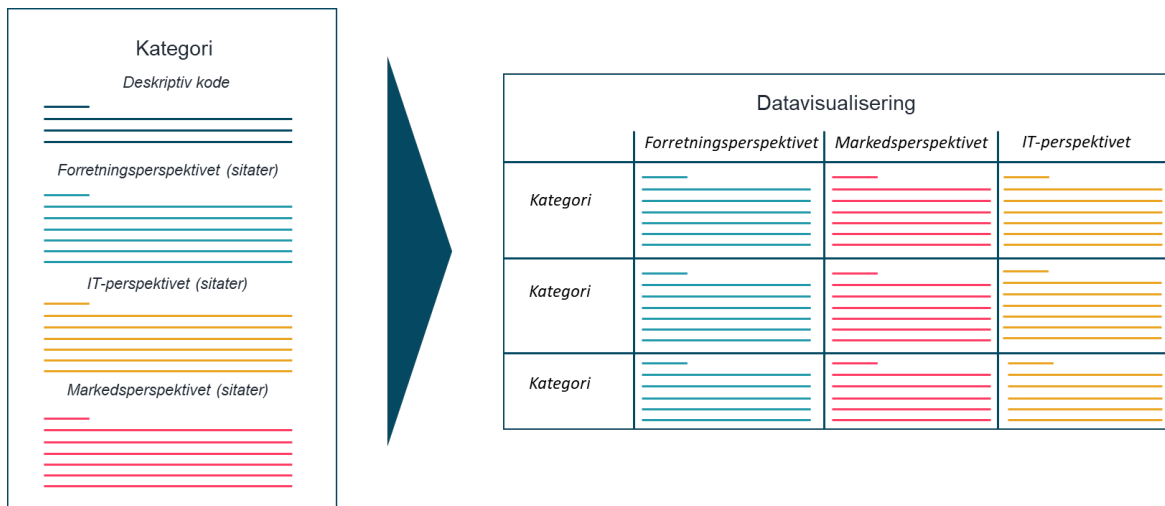 Kategori
Deskriptiv kode
Forretningsperspektivet (sitater)
IT-perspektivet (sitater)
Markedsperspektivet (sitater)
Datavisualisering
Forretningsperspektivet Markedsperspektivet IT-perspektivet
Kategori
Kategori
Kategori